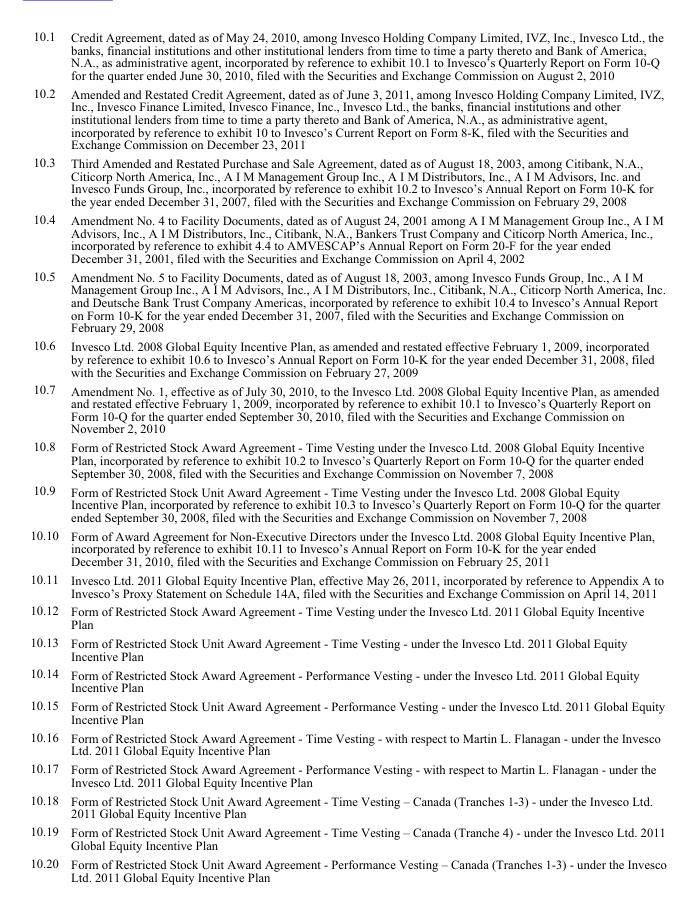 10.1 Credit Agreement, dated as of May 24, 2010, among Invesco Holding Company Limited, IVZ, Inc., Invesco Ltd., the
banks, financial institutions and other institutional lenders from time to time a party thereto and Bank of America,
N.A., as administrative agent, incorporated by reference to exhibit 10.1 to Invesco's Quarterly Report on Form 10-Q
for the quarter ended June 30, 2010, filed with the Securities and Exchange Commission on August 2, 2010
10.2 Amended and Restated Credit Agreement, dated as of June 3, 2011, among Invesco Holding Company Limited, IVZ,
Inc., Invesco Finance Limited, Invesco Finance, Inc., Invesco Ltd., the banks, financial institutions and other
institutional lenders from time to time a party thereto and Bank of America, N.A., as administrative agent,
incorporated by reference to exhibit 10 to Invesco's Current Report on Form 8-K, filed with the Securities and
Exchange Commission on December 23, 2011
10.3 Third Amended and Restated Purchase and Sale Agreement, dated as of August 18, 2003, among Citibank, N.A.,
Citicorp North America, Inc., A I M Management Group Inc., A I M Distributors, Inc., A I M Advisors, Inc. and
Invesco Funds Group, Inc., incorporated by reference to exhibit 10.2 to Invesco's Annual Report on Form 10-K for
the year ended December 31, 2007, filed with the Securities and Exchange Commission on February 29, 2008
10.4 Amendment No. 4 to Facility Documents, dated as of August 24, 2001 among A I M Management Group Inc., A I M
Advisors, Inc., A I M Distributors, Inc., Citibank, N.A., Bankers Trust Company and Citicorp North America, Inc.,
incorporated by reference to exhibit 4.4 to AMVESCAP's Annual Report on Form 20-F for the year ended
December 31, 2001, filed with the Securities and Exchange Commission on April 4, 2002
10.5 Amendment No. 5 to Facility Documents, dated as of August 18, 2003, among Invesco Funds Group, Inc., A I M
Management Group Inc., A I M Advisors, Inc., A I M Distributors, Inc., Citibank, N.A., Citicorp North America, Inc.
and Deutsche Bank Trust Company Americas, incorporated by reference to exhibit 10.4 to Invesco's Annual Report
on Form 10-K for the year ended December 31, 2007, filed with the Securities and Exchange Commission on
February 29, 2008
10.6 Invesco Ltd. 2008 Global Equity Incentive Plan, as amended and restated effective February 1, 2009, incorporated
by reference to exhibit 10.6 to Invesco's Annual Report on Form 10-K for the year ended December 31, 2008, filed
with the Securities and Exchange Commission on February 27, 2009
10.7 Amendment No. 1, effective as of July 30, 2010, to the Invesco Ltd. 2008 Global Equity Incentive Plan, as amended
and restated effective February 1, 2009, incorporated by reference to exhibit 10.1 to Invesco's Quarterly Report on
Form 10-Q for the quarter ended September 30, 2010, filed with the Securities and Exchange Commission on
November 2, 2010
10.8 Form of Restricted Stock Award Agreement - Time Vesting under the Invesco Ltd. 2008 Global Equity Incentive
Plan, incorporated by reference to exhibit 10.2 to Invesco's Quarterly Report on Form 10-Q for the quarter ended
September 30, 2008, filed with the Securities and Exchange Commission on November 7, 2008
10.9 Form of Restricted Stock Unit Award Agreement - Time Vesting under the Invesco Ltd. 2008 Global Equity
Incentive Plan, incorporated by reference to exhibit 10.3 to Invesco's Quarterly Report on Form 10-Q for the quarter
ended September 30, 2008, filed with the Securities and Exchange Commission on November 7, 2008
10.10 Form of Award Agreement for Non-Executive Directors under the Invesco Ltd. 2008 Global Equity Incentive Plan,
incorporated by reference to exhibit 10.11 to Invesco's Annual Report on Form 10-K for the year ended
December 31, 2010, filed with the Securities and Exchange Commission on February 25, 2011
10.11 Invesco Ltd. 2011 Global Equity Incentive Plan, effective May 26, 2011, incorporated by reference to Appendix A to
Invesco's Proxy Statement on Schedule 14A, filed with the Securities and Exchange Commission on April 14, 2011
10.12 Form of Restricted Stock Award Agreement - Time Vesting under the Invesco Ltd. 2011 Global Equity Incentive
Plan
10.13 Form of Restricted Stock Unit Award Agreement - Time Vesting - under the Invesco Ltd. 2011 Global Equity
Incentive Plan
10.14 Form of Restricted Stock Award Agreement - Performance Vesting - under the Invesco Ltd. 2011 Global Equity
Incentive Plan
10.15 Form of Restricted Stock Unit Award Agreement - Performance Vesting - under the Invesco Ltd. 2011 Global Equity
Incentive Plan
10.16 Form of Restricted Stock Award Agreement - Time Vesting - with respect to Martin L. Flanagan - under the Invesco
Ltd. 2011 Global Equity Incentive Plan
10.17 Form of Restricted Stock Award Agreement - Performance Vesting - with respect to Martin L. Flanagan - under the
Invesco Ltd. 2011 Global Equity Incentive Plan
10.18 Form of Restricted Stock Unit Award Agreement - Time Vesting – Canada (Tranches 1-3) - under the Invesco Ltd.
2011 Global Equity Incentive Plan
10.19 Form of Restricted Stock Unit Award Agreement - Time Vesting – Canada (Tranche 4) - under the Invesco Ltd. 2011
Global Equity Incentive Plan
10.20 Form of Restricted Stock Unit Award Agreement - Performance Vesting – Canada (Tranches 1-3) - under the Invesco
Ltd. 2011 Global Equity Incentive Plan